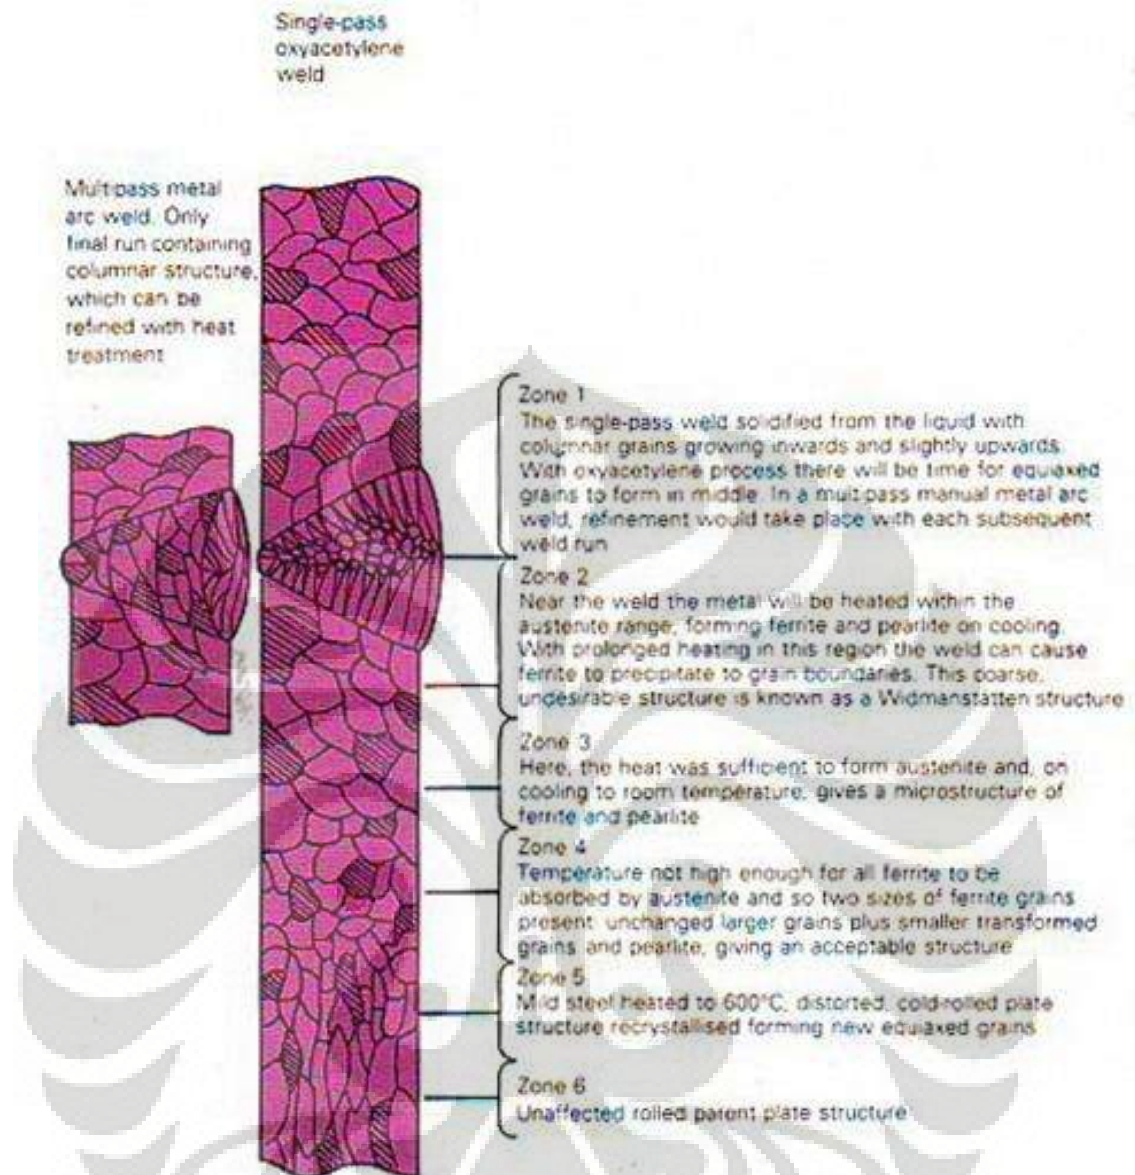 Single-pass
oxyacetylene
weld
Multipass metal
arc weld. Only
final run containing
columnar structure,
which can be
refined with heat
treatment
Zone 1
The single-pass weld solidified from the liquid with
columnar grains growing inwards and slightly upwards.
With oxyacetylene process there will be time for equiaxed
grains to form in middle. In a multipass manual metal arc
weld, refinement would take place with each subsequent
weld run
Zone 2
Near the weld the metal will be heated within the
austenite range, forming ferrite and pearlite on cooling.
With prolonged heating in this region the weld can cause
ferrite to precipitate to grain boundaries. This coarse,
undesirable structure is known as a Widmanstatten structure
Zone 3
Here, the heat was sufficient to form austenite and, on
cooling to room temperature, gives a microstructure of
ferrite and pearlite
Zone 4
Temperature not high enough for all ferrite to be
absorbed by austenite and so two sizes of ferrite grains
present: unchanged larger grains plus smaller transformed
grains and pearlite, giving an acceptable structure
Zone 5
Mild steel heated to 600°C, distorted, cold-rolled plate
structure recrystallised forming new equiaxed grains
Zone 6
Unaffected rolled parent plate structure